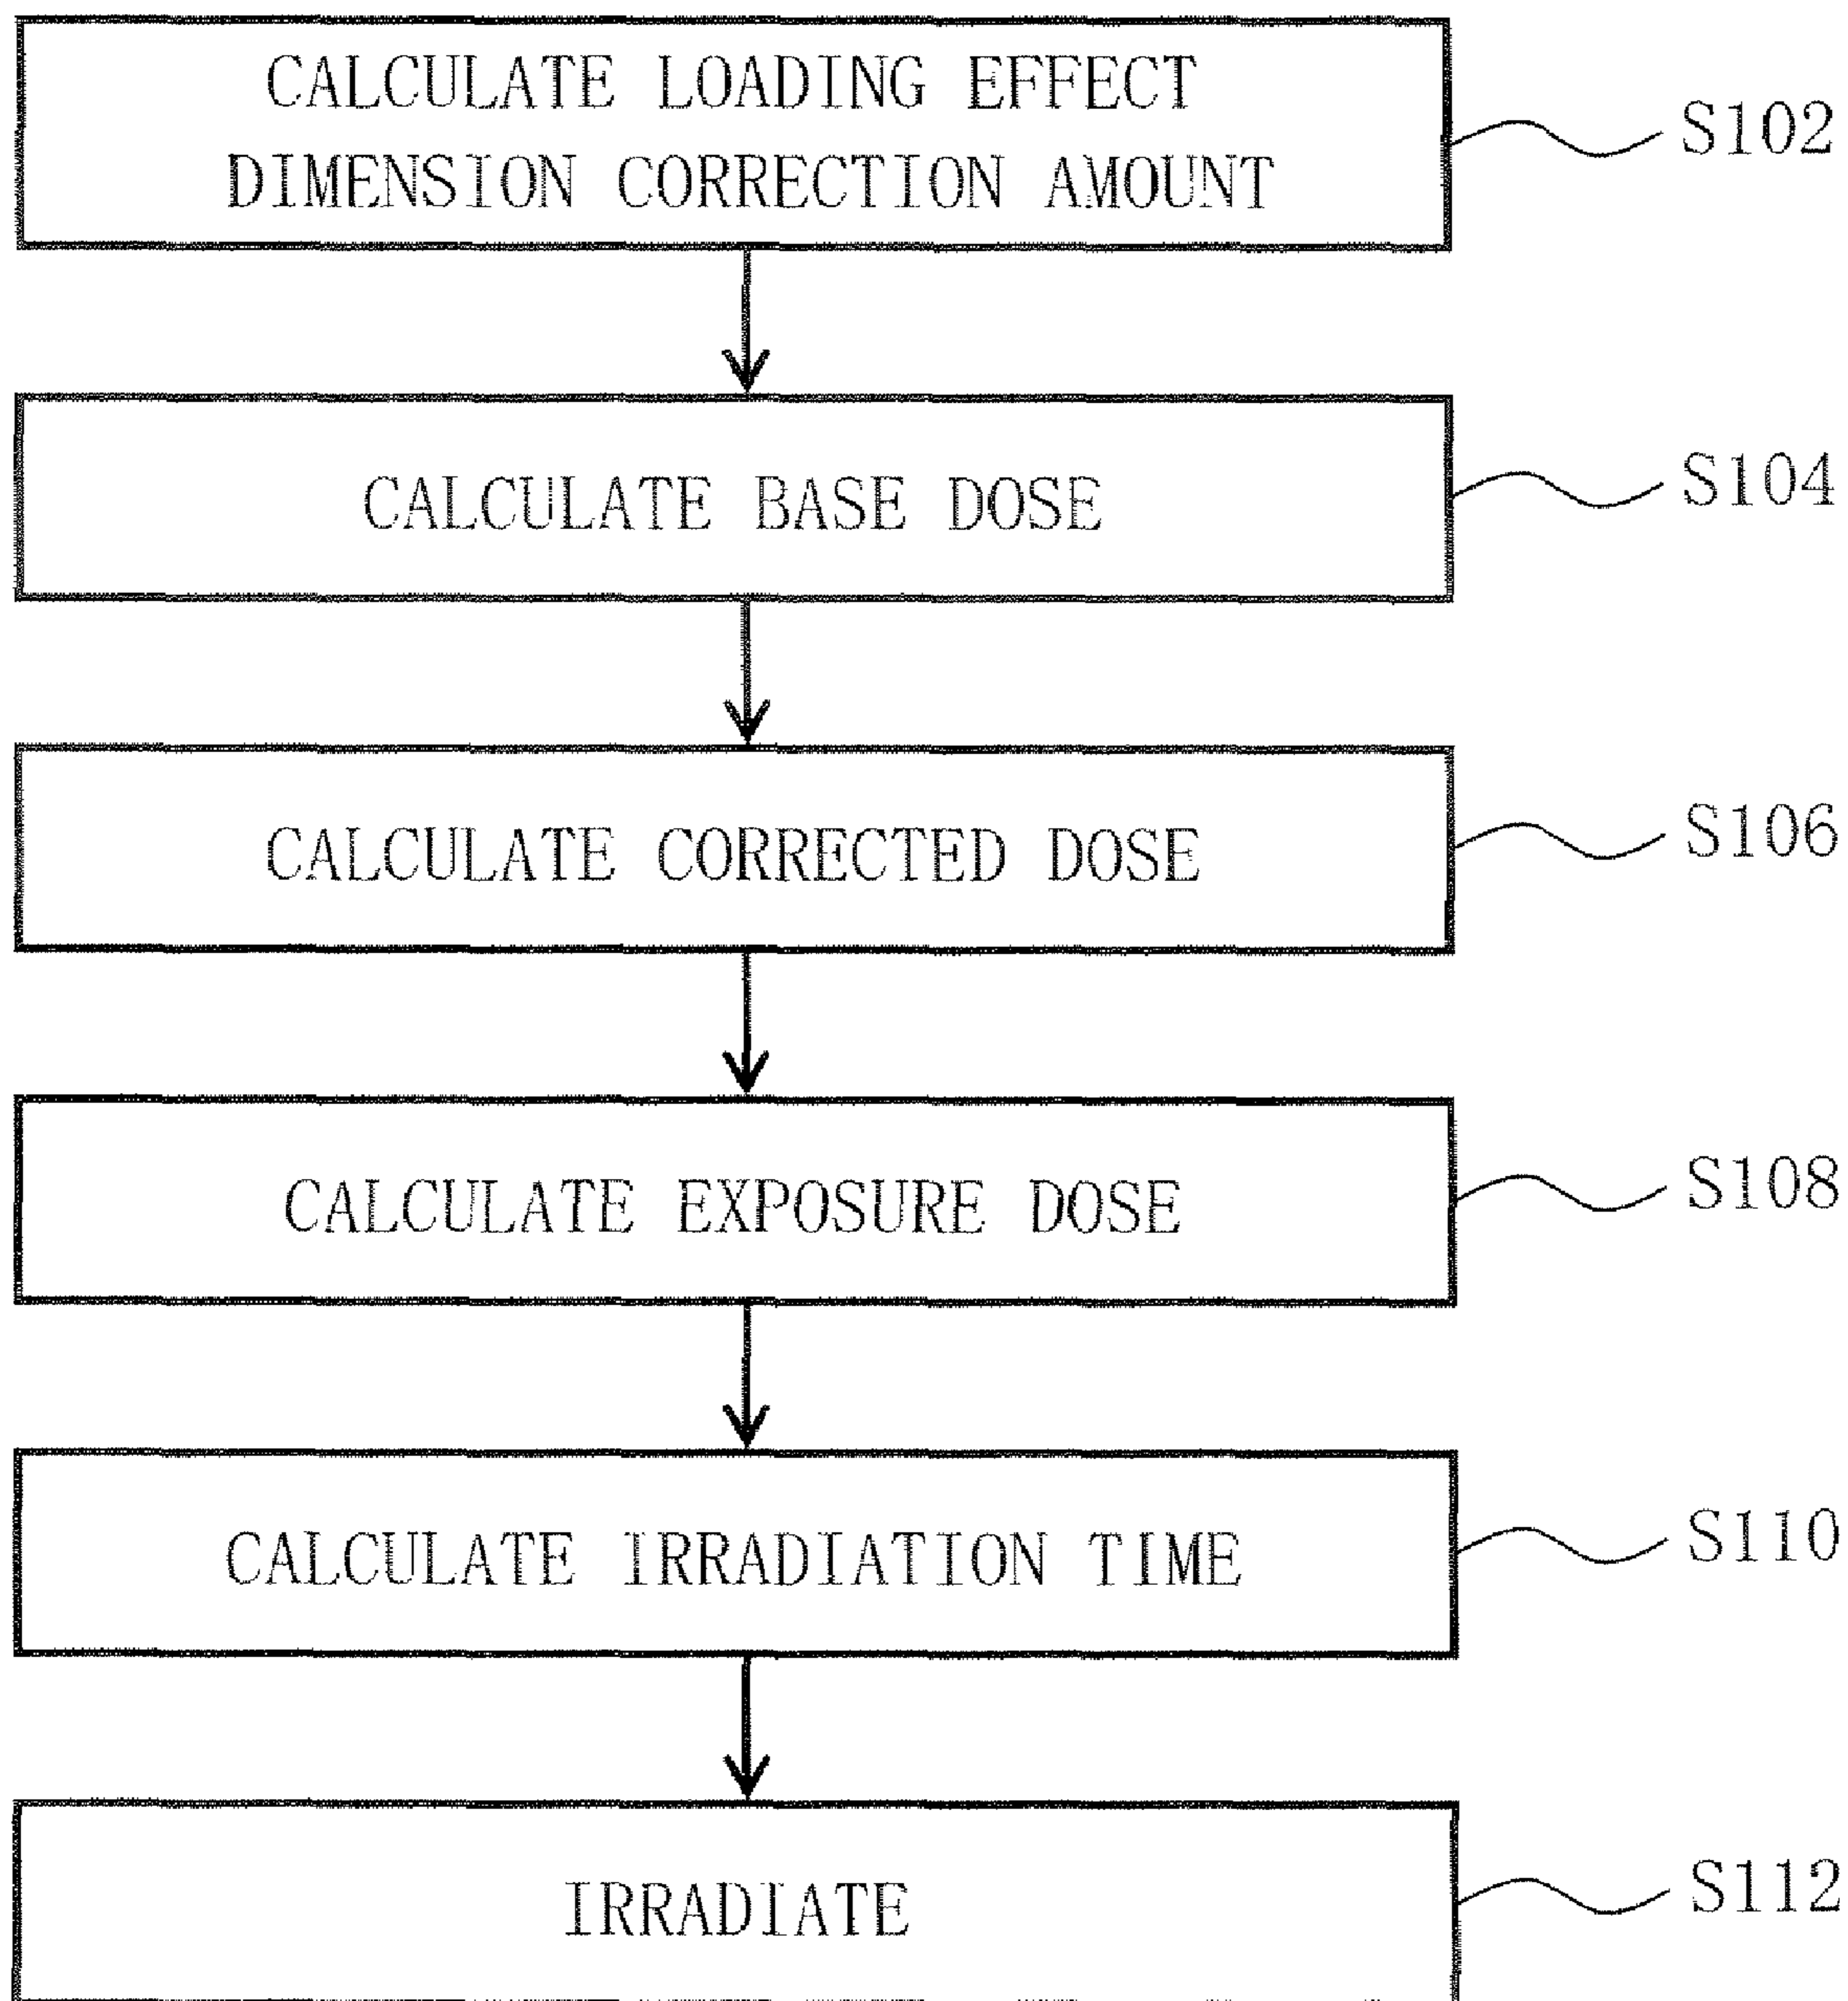 CALCULATE LOADING EFFECT
DIMENSION CORRECTION AMOUNT
S102
CALCULATE BASE DOSE
S104
CALCULATE CORRECTED DOSE
S106
CALCULATE EXPOSURE DOSE
S108
CALCULATE IRRADIATION TIME
S110
IRRADIATE
S112